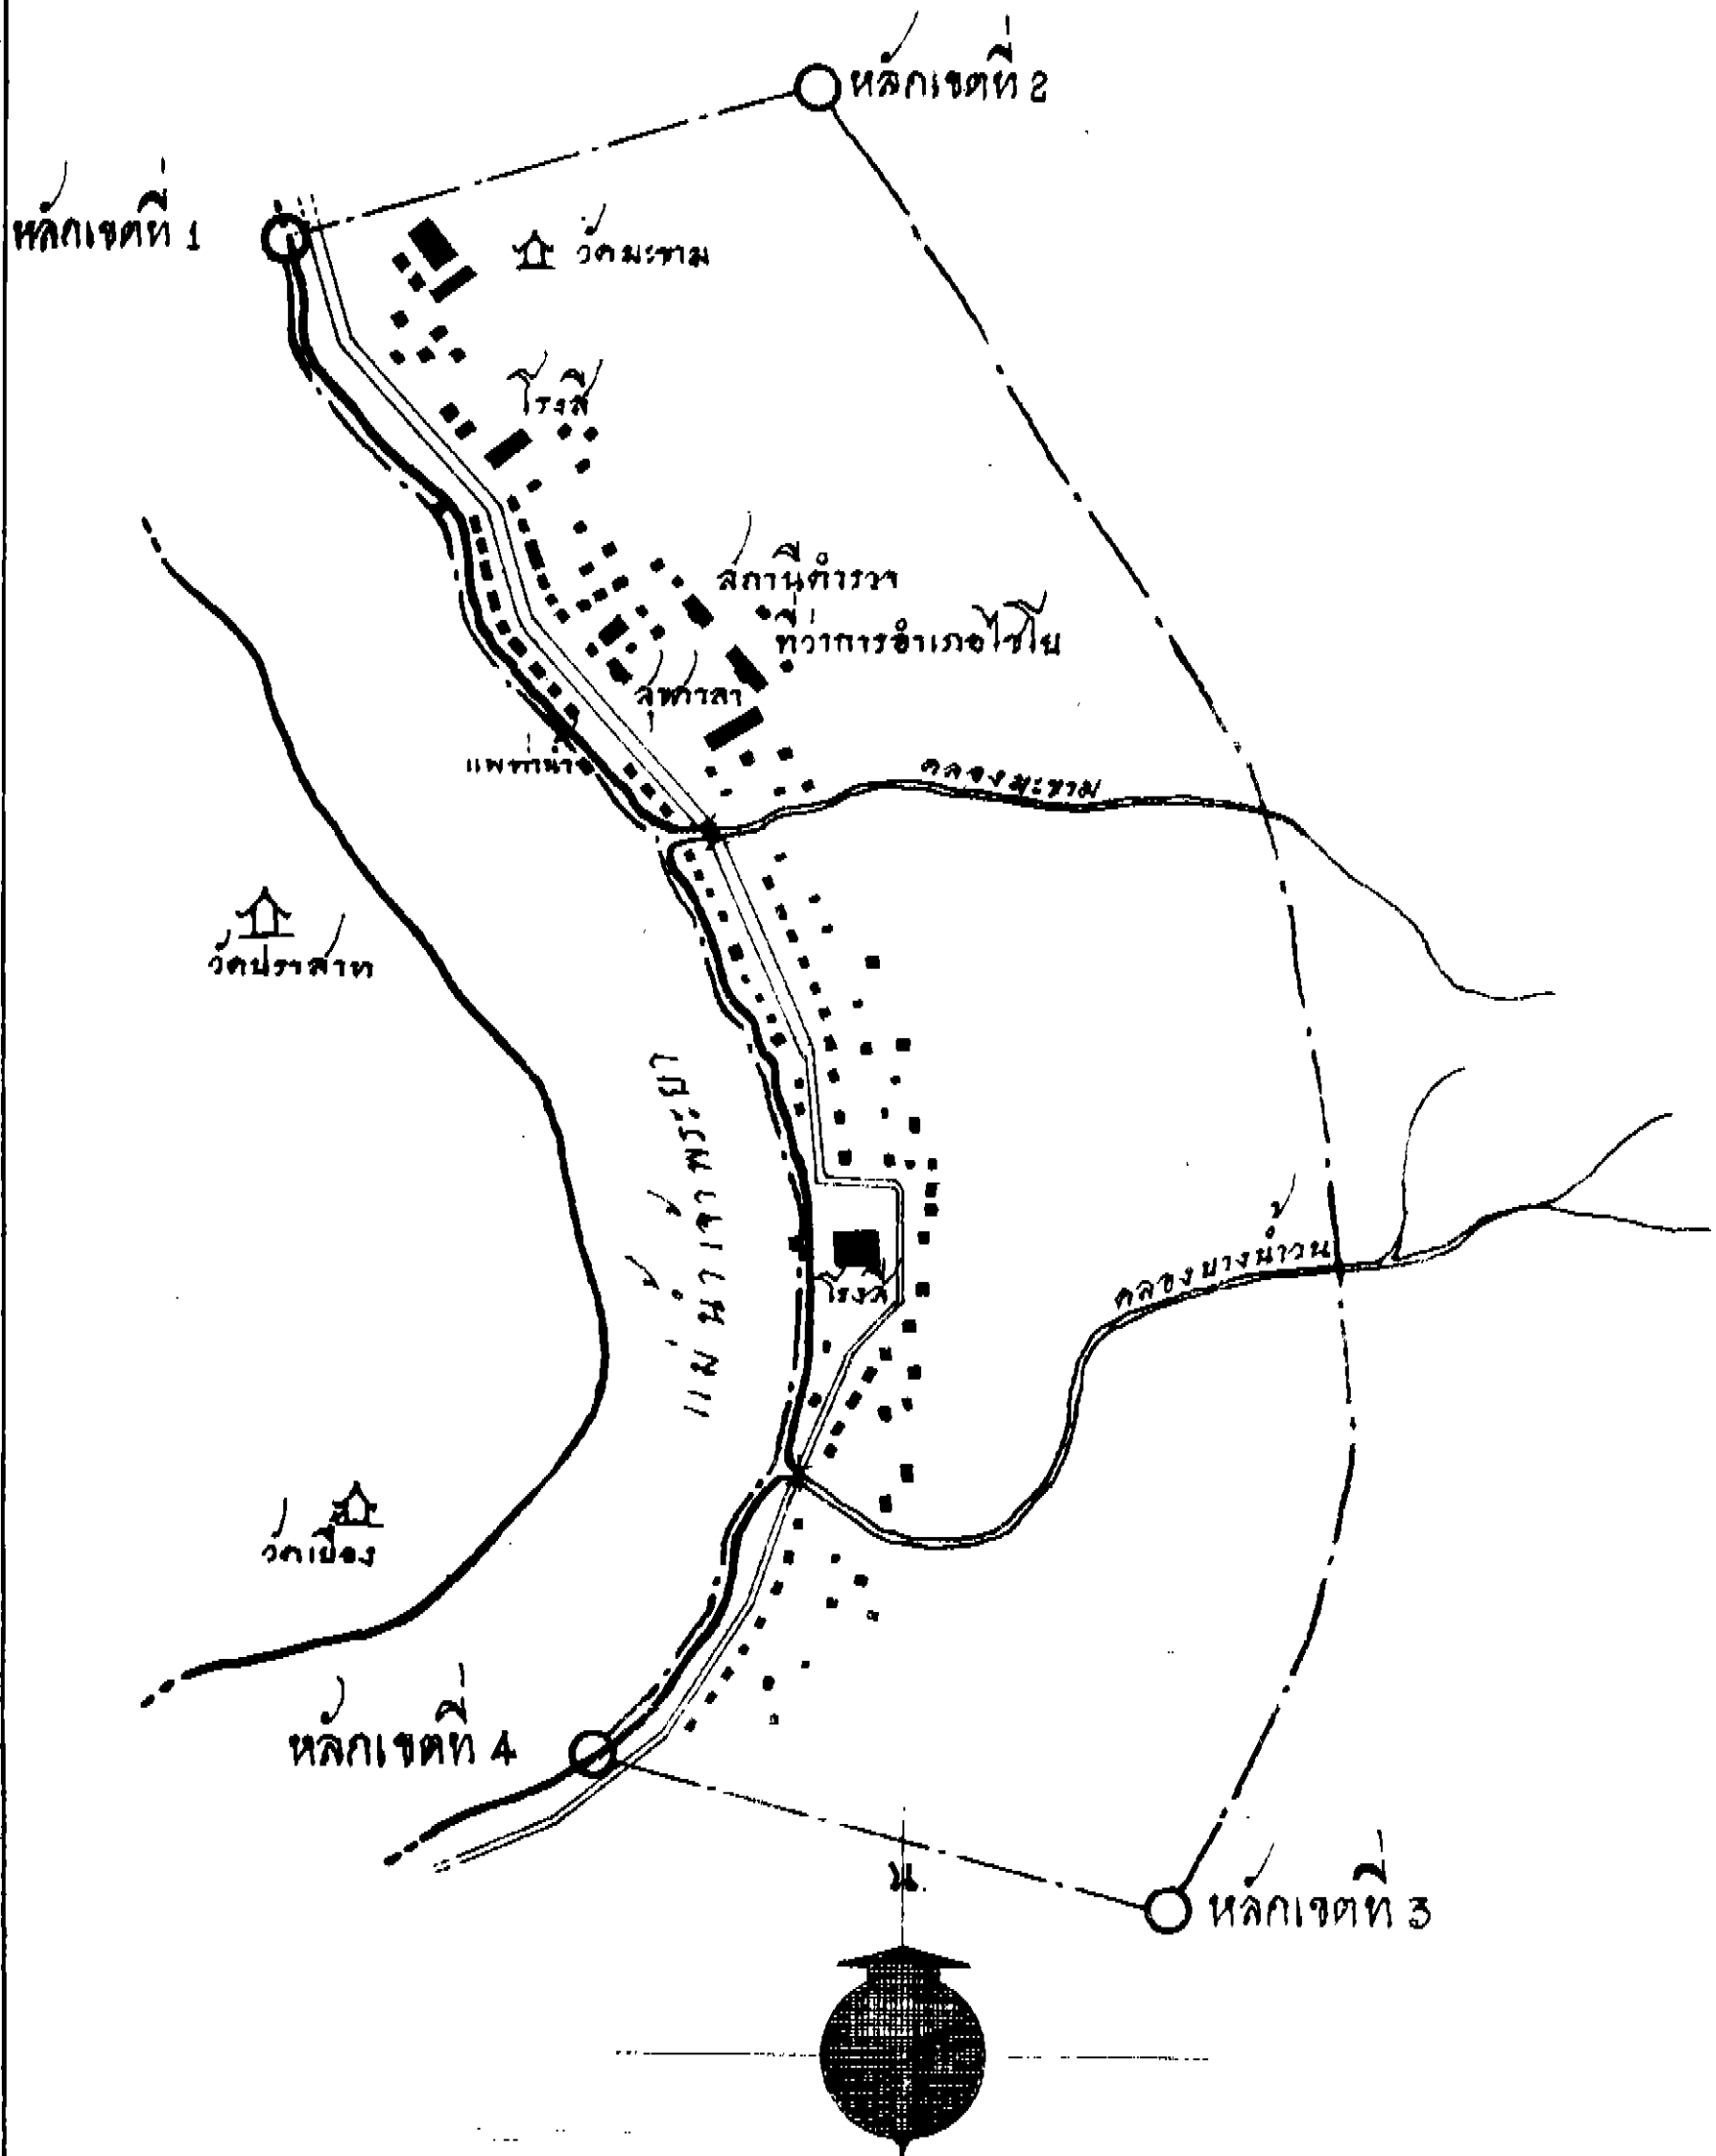 หลักเขตที่ 2
หลักเขตที่ 1
วัดมะขาม
โรงสี
สถานีตำรวจ
ที่ว่าการอำเภอไชโย
สุขศาลา
แพท่าน้ำ
คลองมะขาม
วัดปราสาท
แม่น้ำเจ้าพระยา
คลองบางน้ำวน
โรงสี
วัดเยื้อง
หลักเขตที่ 4
น.
หลักเขตที่ 3